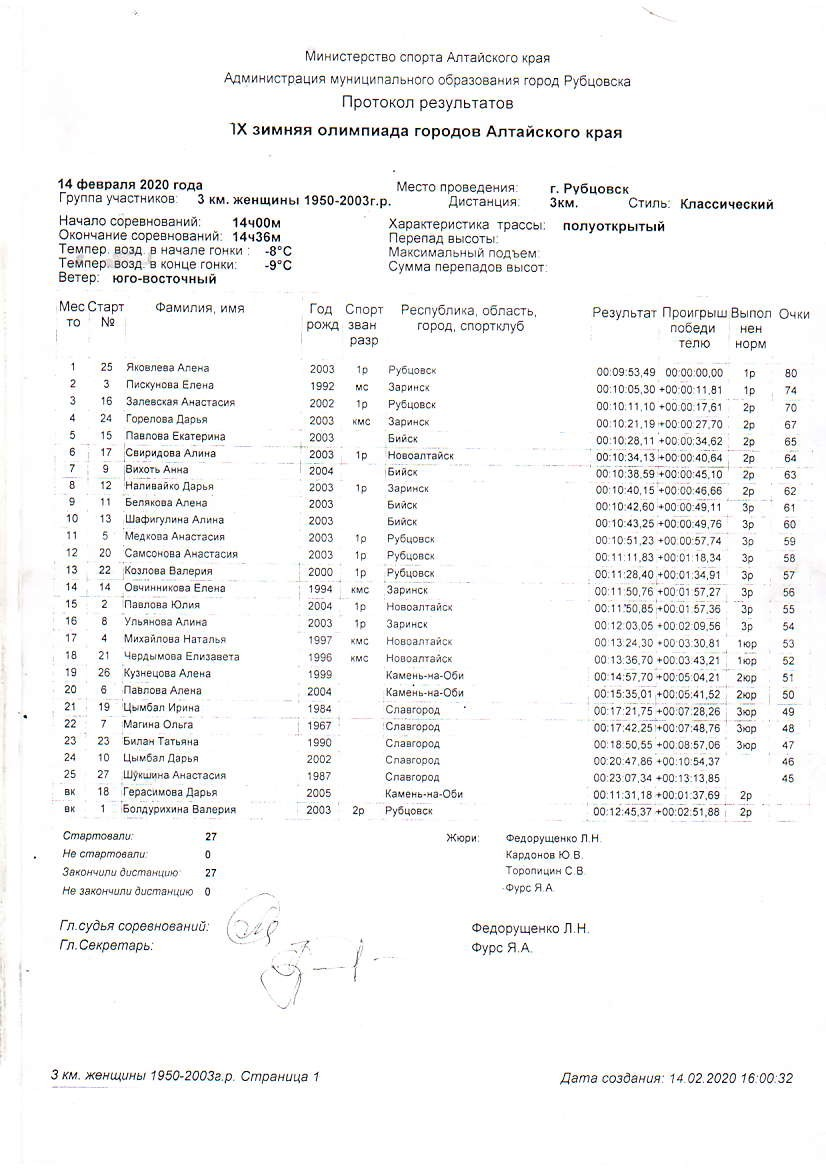 Министерство спорта Алтайского края
Администрация муниципального образования город Рубцовска
Протокол результатов
IX зимняя олимпиада городов Алтайского края
14 февраля 2020 года Место проведения: г. Рубцовск
Группа участников: 3 км. женщины 1950-2003г.р. Дистанция: 3км. Стиль: Классический
Начало соревнований: 14ч00м Характеристика трассы: полуоткрытый
Окончание соревнований: 14ч36м Перепад высоты:
Темпер. возд. в начале гонки : -8°С Максимальный подъем:
Темпер. возд. в конце гонки: -9°С Сумма перепадов высот:
Ветер: юго-восточный
Мес Старт Фамилия, имя Год Спорт Республика, область, Результат Проигрыш Выпол Очки
то № рожд зван город, спортклуб победи нен
разр телю норм
1 25 Яковлева Алена 2003 1р Рубцовск 00:09:53,49 00:00:00,00 1р 80
2 3 Пискунова Елена 1992 мс Заринск 00:10:05,30 +00:00:11,81 1р 74
3 16 Залевская Анастасия 2002 1р Рубцовск 00:10:11,10 +00:00:17,61 2р 70
4 24 Горелова Дарья 2003 кмс Заринск 00:10:21,19 +00:00:27,70 2р 67
5 15 Павлова Екатерина 2003 Бийск 00:10:28,11 +00:00:34,62 2р 65
6 17 Свиридова Алина 2003 1р Новоалтайск 00:10:34,13 +00:00:40,64 2р 64
7 9 Вихоть Анна 2004 Бийск 00:10:38,59 +00:00:45,10 2р 63
8 12 Наливайко Дарья 2003 1р Заринск 00:10:40,15 +00:00:46,66 2р 62
9 11 Белякова Алена 2003 Бийск 00:10:42,60 +00:00:49,11 3р 61
10 13 Шафигулина Алина 2003 Бийск 00:10:43,25 +00:00:49,76 3р 60
11 5 Медкова Анастасия 2003 1р Рубцовск 00:10:51,23 +00:00:57,74 3р 59
12 20 Самсонова Анастасия 2003 1р Рубцовск 00:11:11,83 +00:01:18,34 3р 58
13 22 Козлова Валерия 2000 1р Рубцовск 00:11:28,40 +00:01:34,91 3р 57
14 14 Овчинникова Елена 1994 кмс Заринск 00:11:50,76 +00:01:57,27 3р 56
15 2 Павлова Юлия 2004 1р Новоалтайск 00:11:50,85 +00:01:57,36 3р 55
16 8 Ульянова Алина 2003 1р Заринск 00:12:03,05 +00:02:09,56 3р 54
17 4 Михайлова Наталья 1997 кмс Новоалтайск 00:13:24,30 +00:03:30,81 1юр 53
18 21 Чердымова Елизавета 1996 кмс Новоалтайск 00:13:36,70 +00:03:43,21 1юр 52
19 26 Кузнецова Алена 1999 Камень-на-Оби 00:14:57,70 +00:05:04,21 2юр 51
20 6 Павлова Алена 2004 Камень-на-Оби 00:15:35,01 +00:05:41,52 2юр 50
21 19 Цымбал Ирина 1984 Славгород 00:17:21,75 +00:07:28,26 3юр 49
22 7 Магина Ольга 1967 Славгород 00:17:42,25 +00:07:48,76 3юр 48
23 23 Билан Татьяна 1990 Славгород 00:18:50,55 +00:08:57,06 3юр 47
24 10 Цымбал Дарья 2002 Славгород 00:20:47,86 +00:10:54,37 46
25 27 Шукшина Анастасия 1987 Славгород 00:23:07,34 +00:13:13,85 45
вк 18 Герасимова Дарья 2005 Камень-на-Оби 00:11:31,18 +00:01:37,69 2р
вк 1 Болдурихина Валерия 2003 2р Рубцовск 00:12:45,37 +00:02:51,88 2р
Стартовали: 27 Жюри: Федорущенко Л.Н.
Не стартовали: 0 Кардонов Ю.В.
Закончили дистанцию: 27 Торопицин С.В.
Не закончили дистанцию 0 Фурс Я.А.
Гл.судья соревнований: Федорущенко Л.Н.
Гл.Секретарь: Фурс Я.А.
3 км. женщины 1950-2003г.р. Страница 1 Дата создания: 14.02.2020 16:00:32